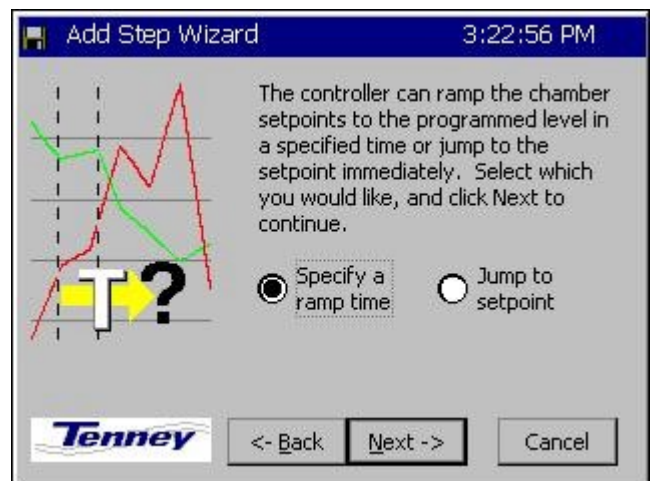 Add Step Wizard 3:22:56 PM
The controller can ramp the chamber
setpoints to the programmed level in
a specified time or jump to the
setpoint immediately. Select which
you would like, and click Next to
continue.
Specify a
ramp time
Jump to
setpoint
T ?
Tenney
<- Back
Next ->
Cancel